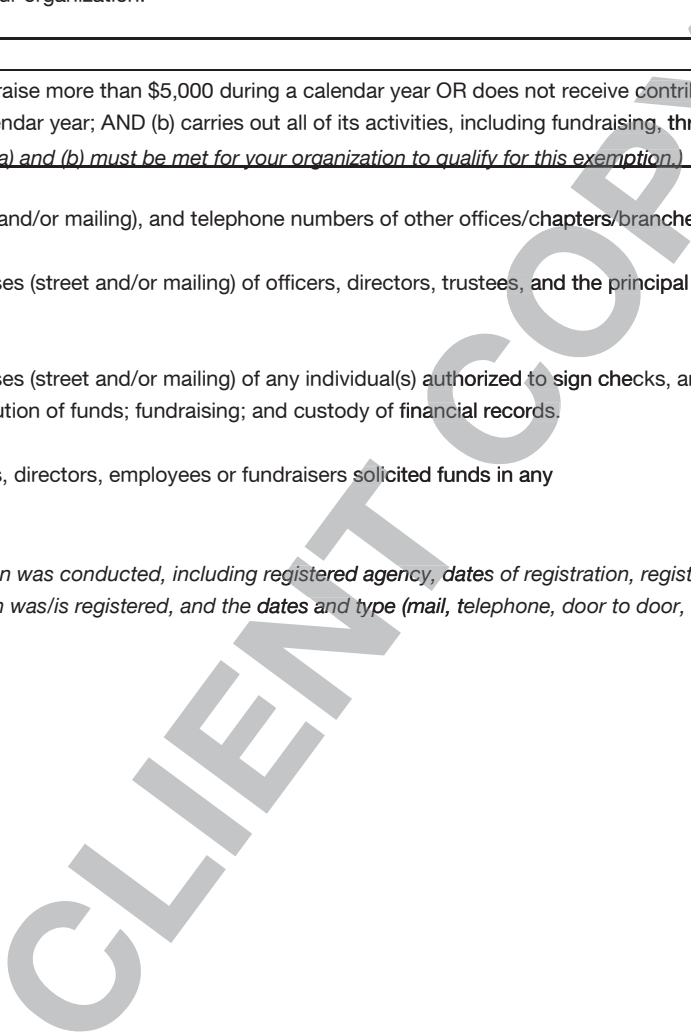 organization.
raise more than $5,000 during a calendar year OR does not receive
endar year; AND (b) carries out all of its activities, including fundraising,
a) and (b) must be met for your organization to qualify for this exemption.)
and/or mailing), and telephone numbers of other offices/chapters/branche
ses (street and/or mailing) of officers, directors, trustees, and the principal
ses (street and/or mailing) of any individual(s) authorized to sign checks,
ution of funds; fundraising; and custody of financial records.
s, directors, employees or fundraisers solicited funds in any
n was conducted, including registered agency, dates of registration, regist
n was/is registered, and the dates and type (mail, telephone, door to door,
CLIENT COPY